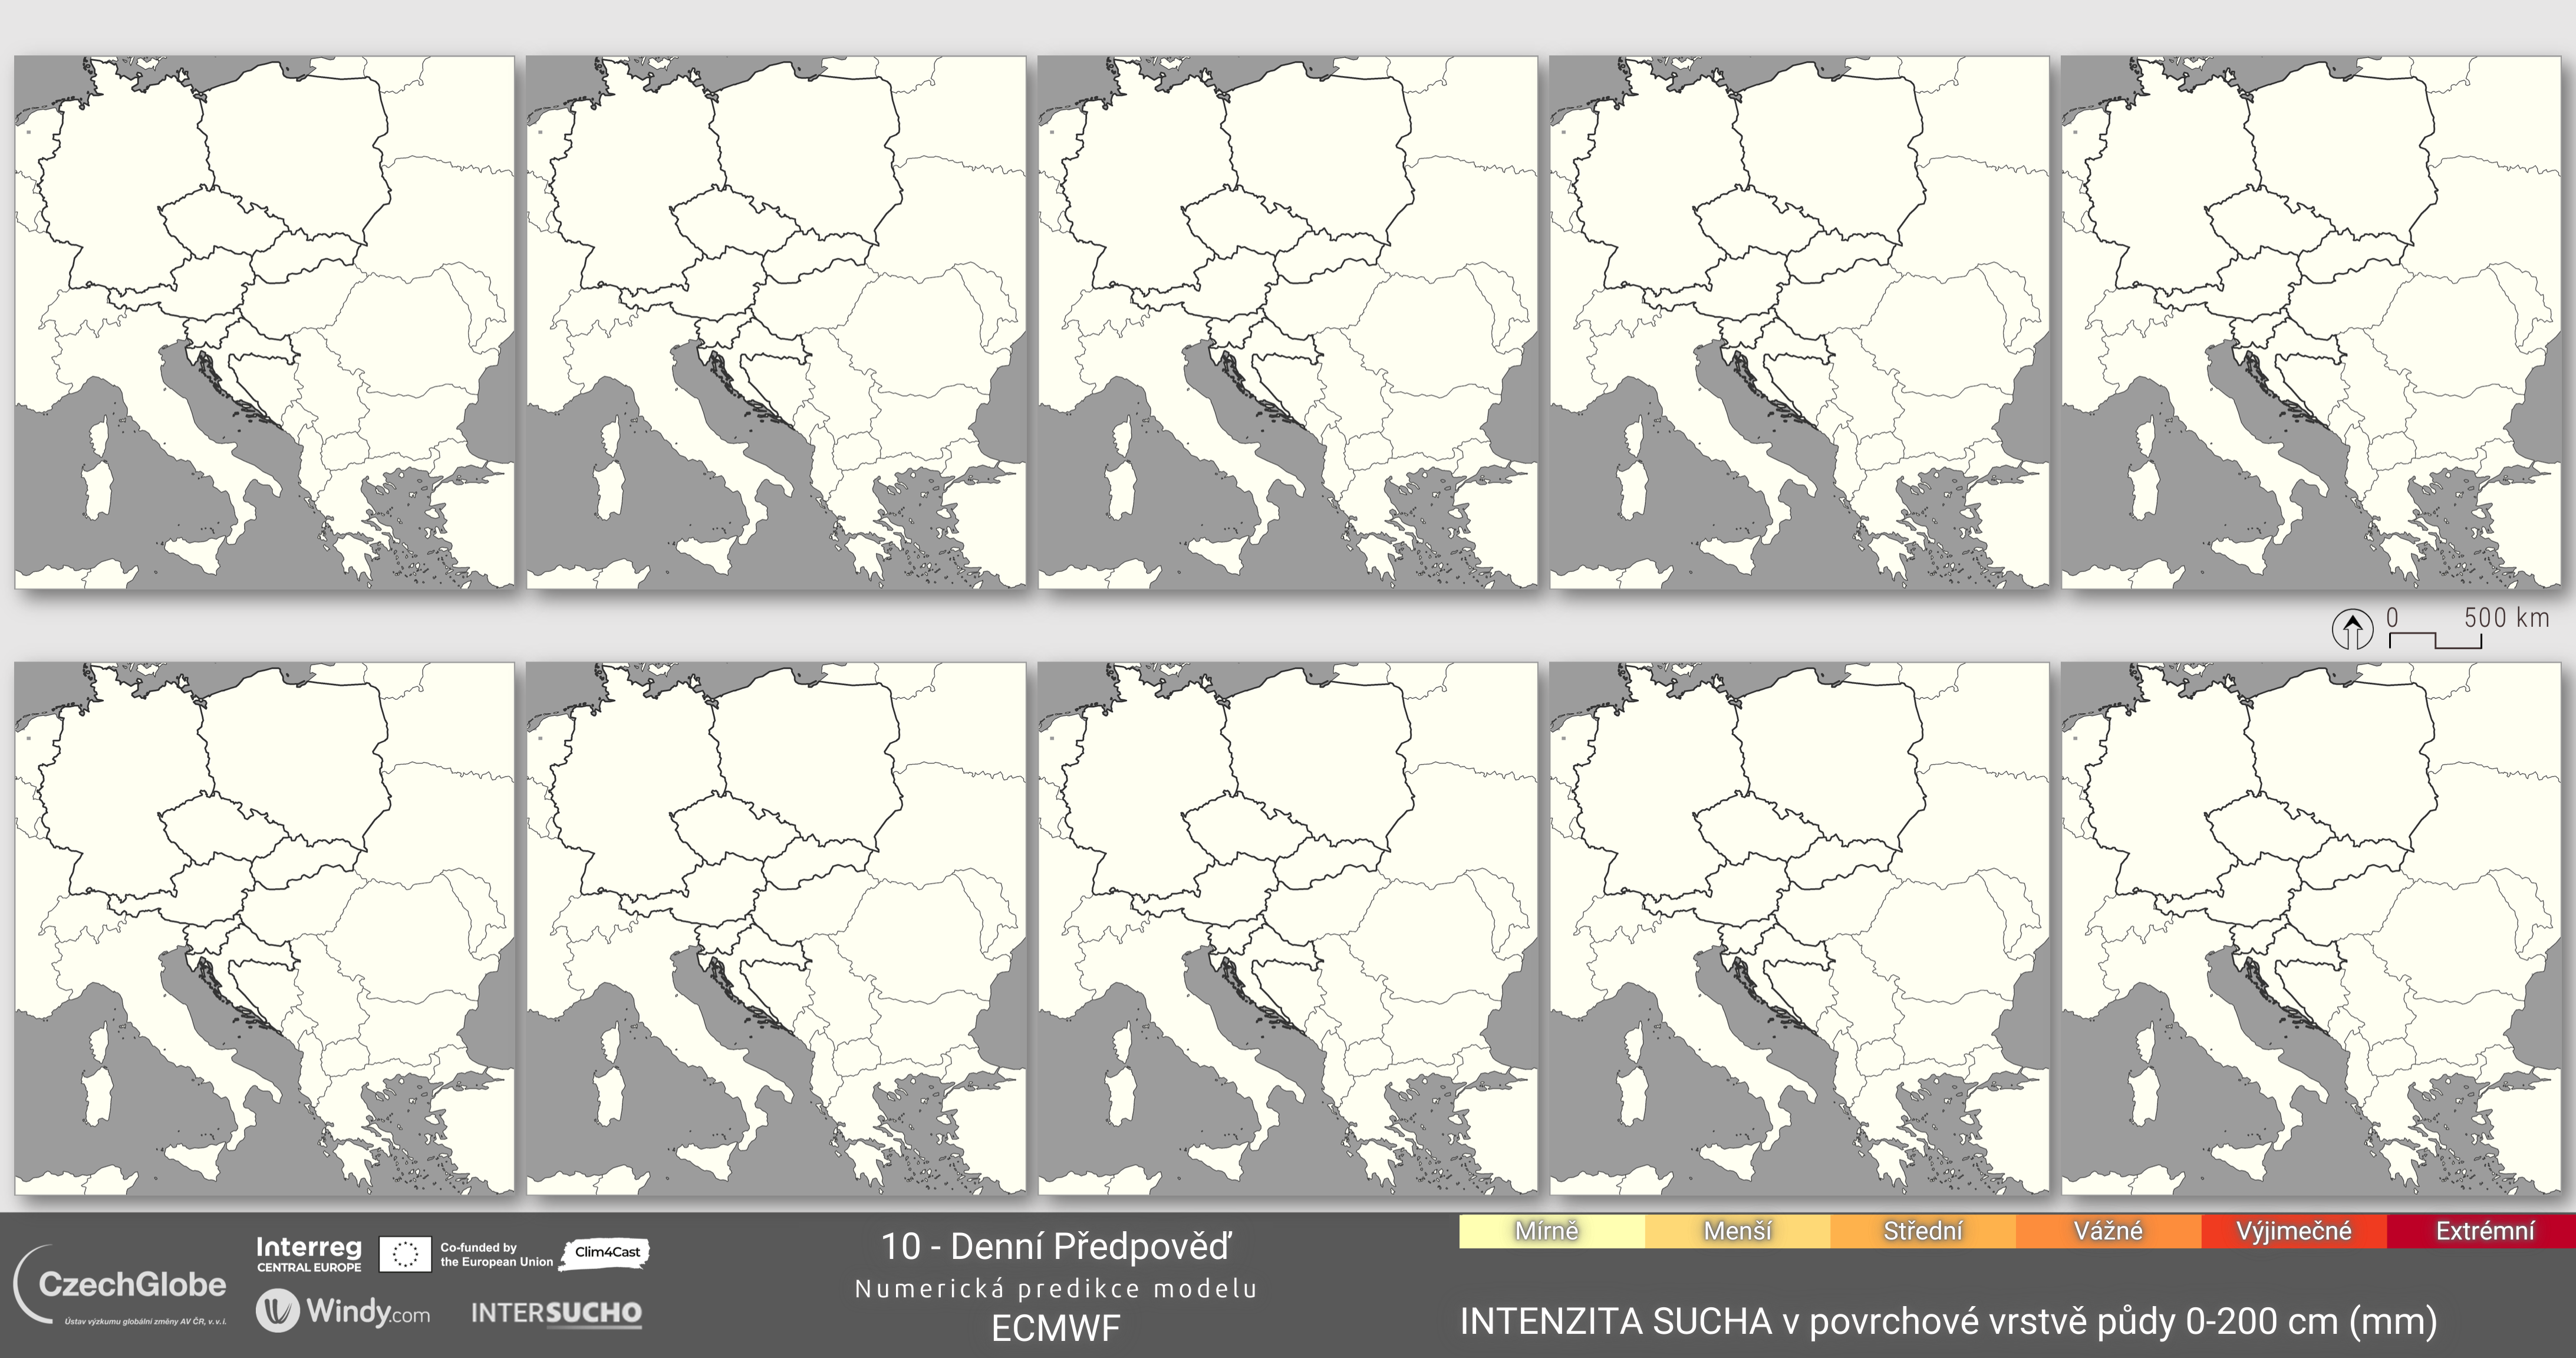 0 500 km
Mírně Menší Střední Vážné Výjimečné Extrémní
Interreg
CENTRAL EUROPE
Co-funded by
the European Union
Clim4Cast
CzechGlobe
Ústav výzkumu globální změny AV ČR, v. v. i.
Windy.com
INTERSUCHO
10 - Denní Předpověď
Numerická predikce modelu
ECMWF
INTENZITA SUCHA v povrchové vrstvě půdy 0-200 cm (mm)